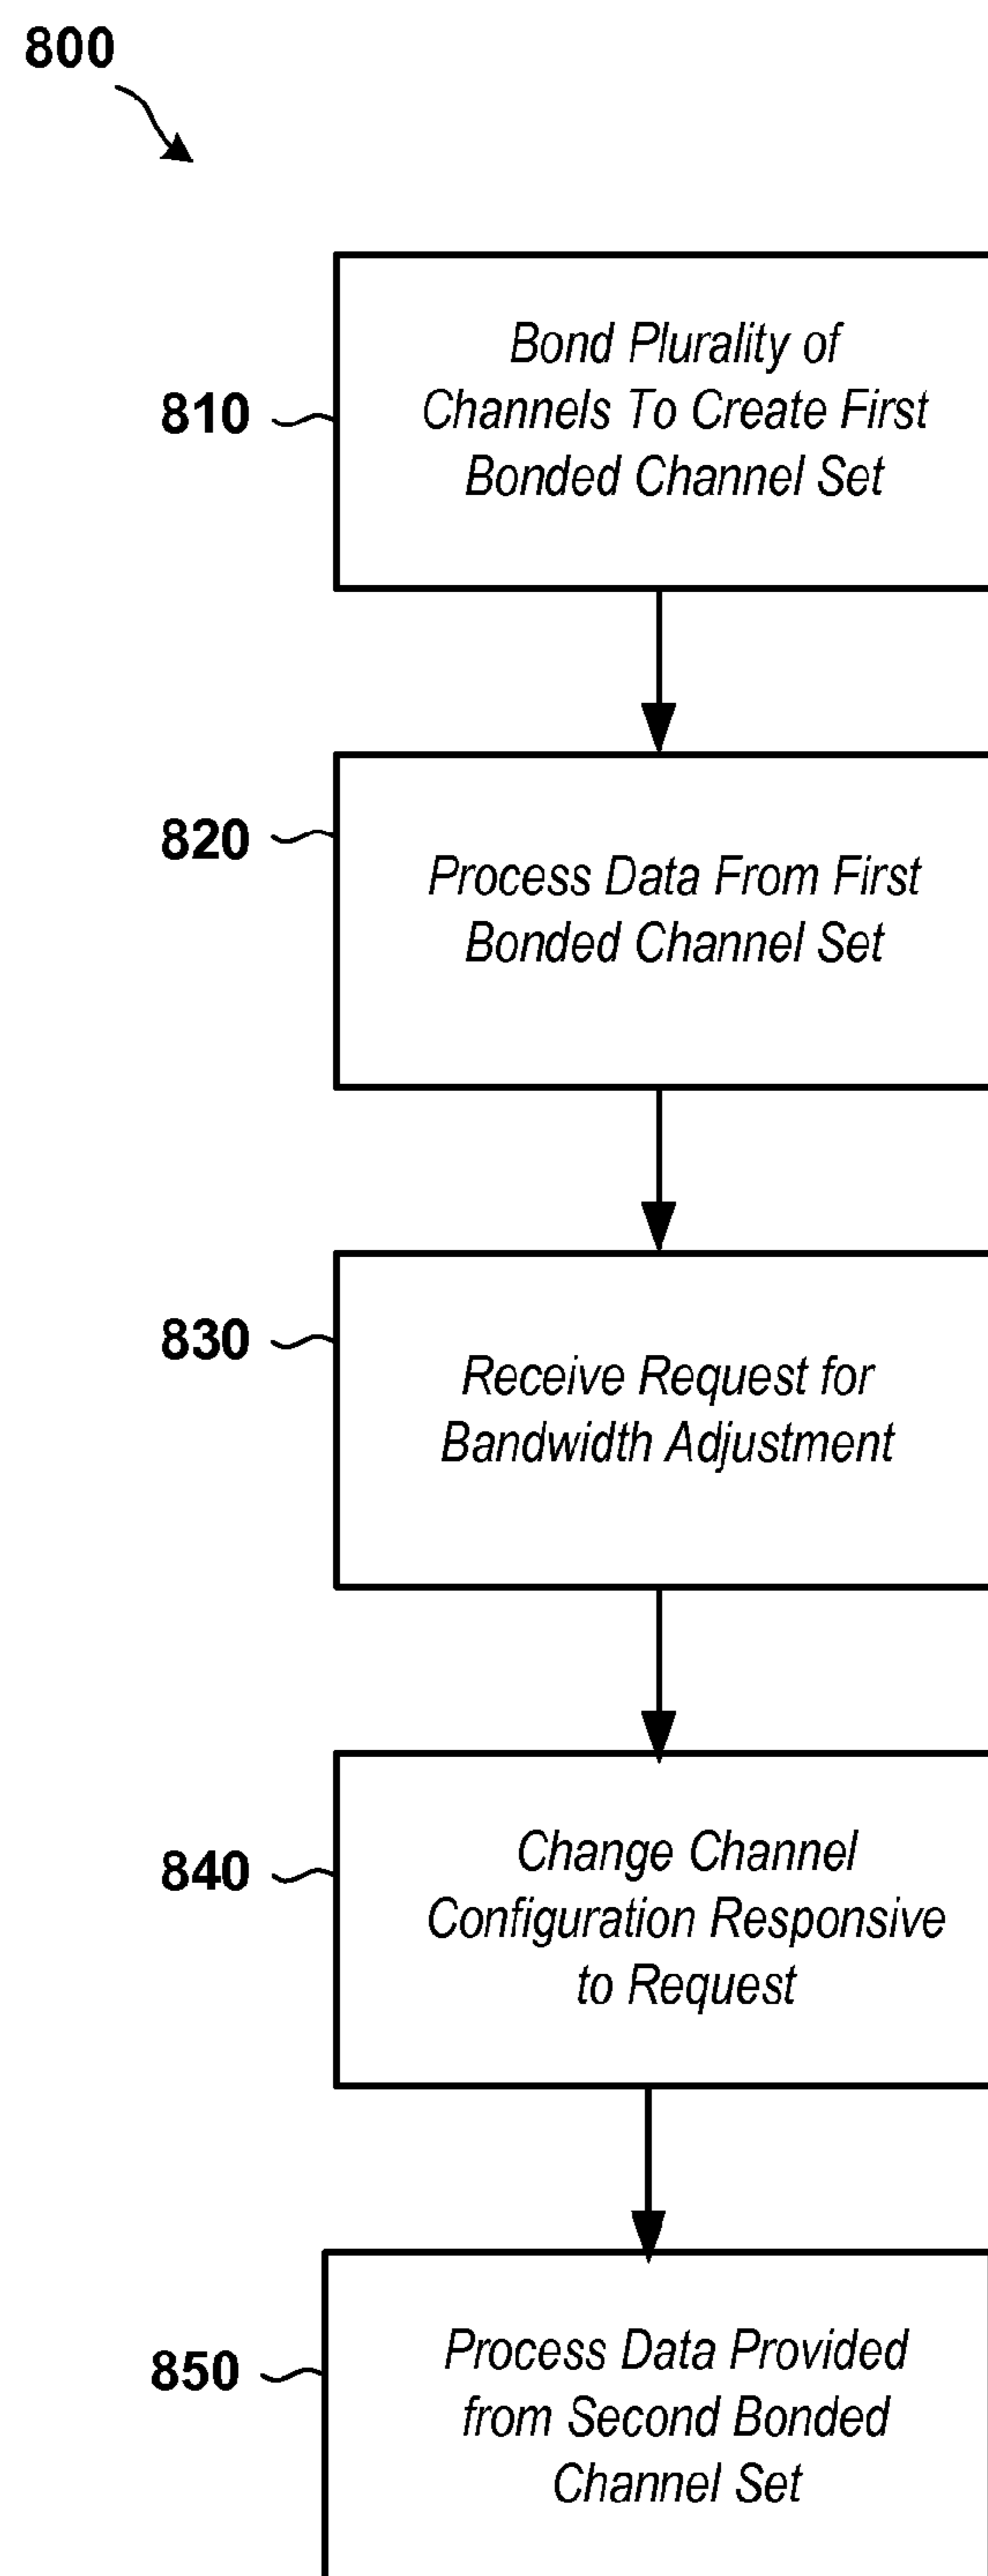 800
810
Bond Plurality of
Channels To Create First
Bonded Channel Set
820
Process Data From First
Bonded Channel Set
830
Receive Request for
Bandwidth Adjustment
840
Change Channel
Configuration Responsive
to Request
850
Process Data Provided
from Second Bonded
Channel Set